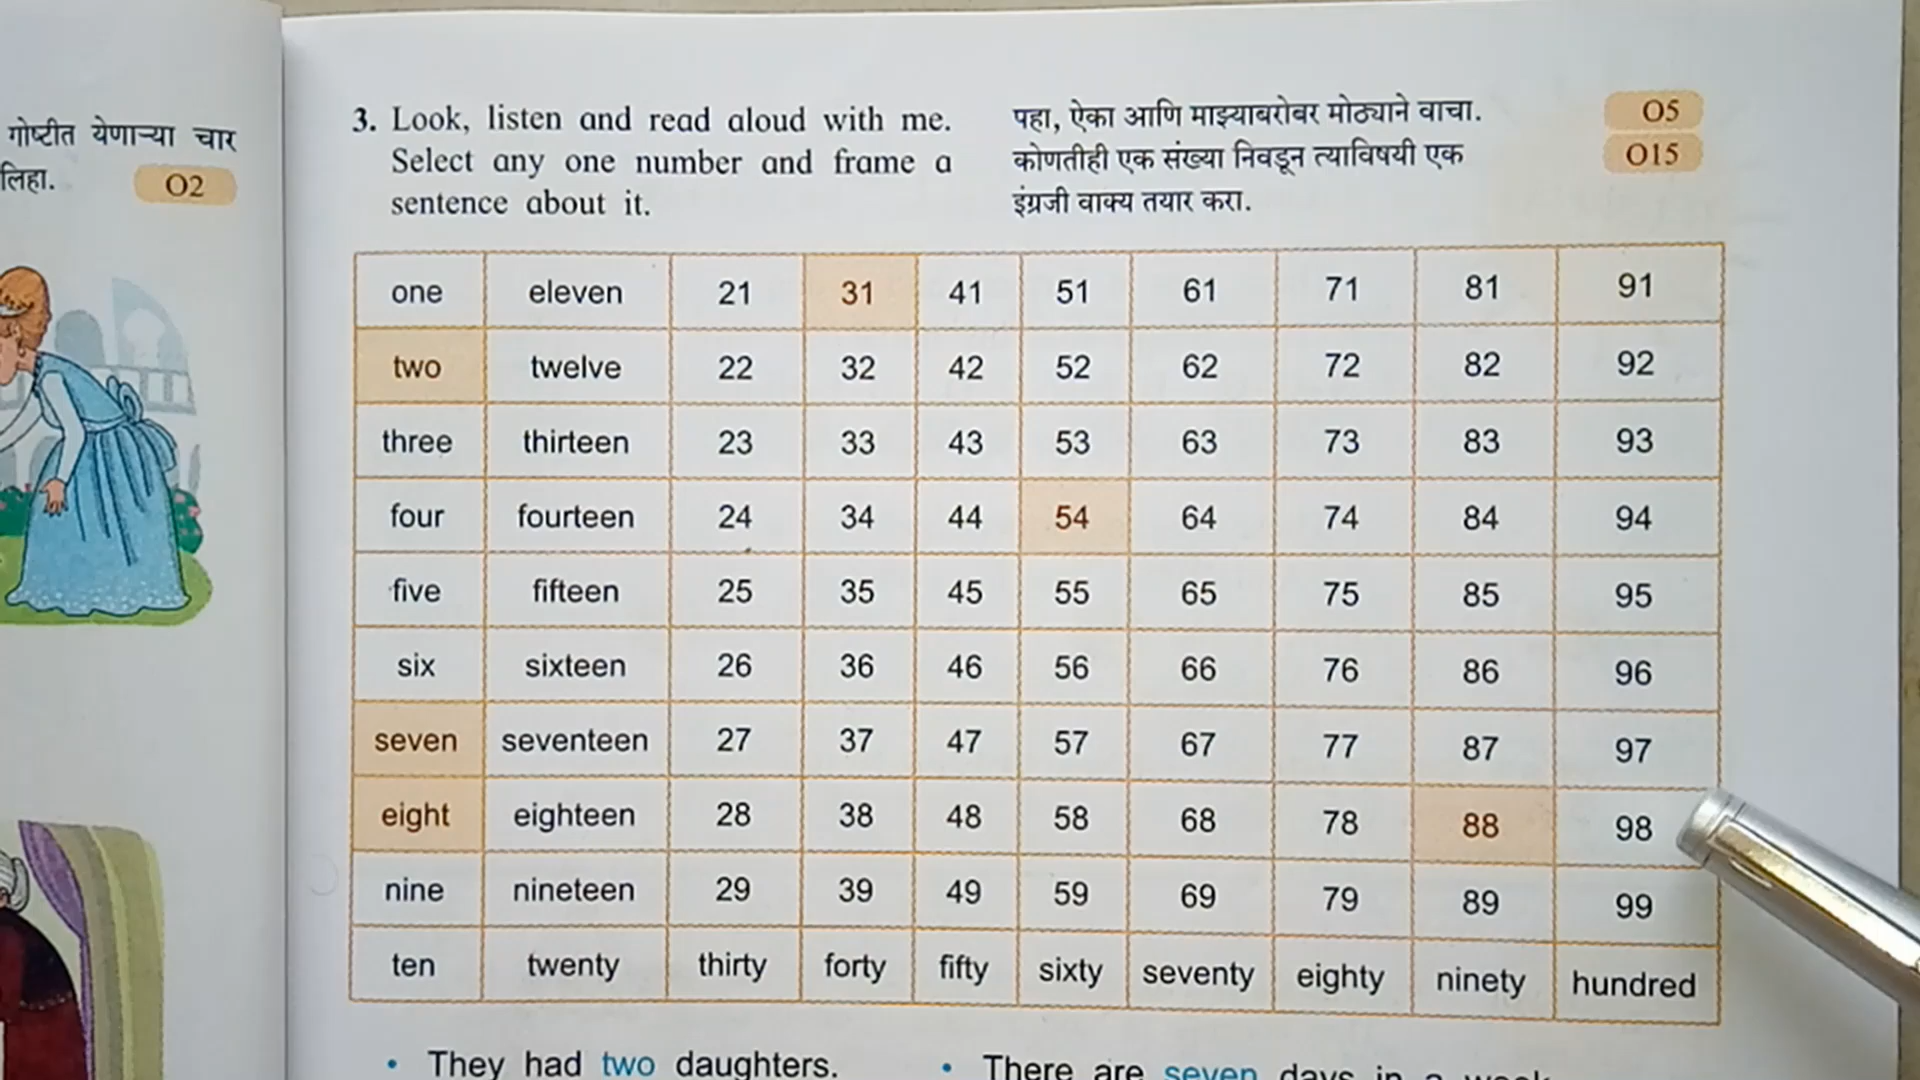 गोष्टीत येणाऱ्या चार
लिहा.
O2
3. Look, listen and read aloud with me.
Select any one number and frame a
sentence about it.
पहा, ऐका आणि माझ्याबरोबर मोठ्याने वाचा.
कोणतीही एक संख्या निवडून त्याविषयी एक
इंग्रजी वाक्य तयार करा.
O5
O15
one eleven 21 31 41 51 61 71 81 91
two twelve 22 32 42 52 62 72 82 92
three thirteen 23 33 43 53 63 73 83 93
four fourteen 24 34 44 54 64 74 84 94
five fifteen 25 35 45 55 65 75 85 95
six sixteen 26 36 46 56 66 76 86 96
seven seventeen 27 37 47 57 67 77 87 97
eight eighteen 28 38 48 58 68 78 88 98
nine nineteen 29 39 49 59 69 79 89 99
ten twenty thirty forty fifty sixty seventy eighty ninety hundred
• They had two daughters.
• There are seven days in a week